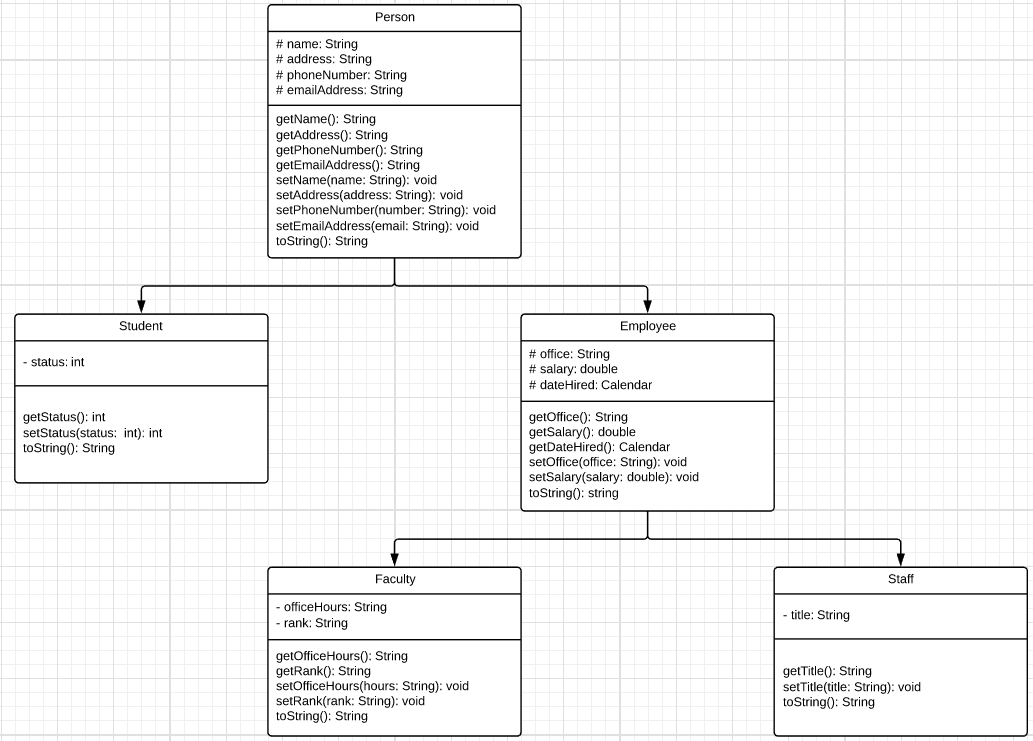 Person
# name: String
# address: String
# phoneNumber: String
# emailAddress: String
getName(): String
getAddress(): String
getPhoneNumber(): String
getEmailAddress(): String
setName(name: String): void
setAddress(address: String): void
setPhoneNumber(number: String): void
setEmailAddress(email: String): void
toString(): String
Student
- status: int
getStatus(): int
setStatus(status:  int): int
toString(): String
Employee
# office: String
# salary: double
# dateHired: Calendar
getOffice(): String
getSalary(): double
getDateHired(): Calendar
setOffice(office: String): void
setSalary(salary: double): void
toString(): string
Faculty
- officeHours: String
- rank: String
getOfficeHours(): String
getRank(): String
setOfficeHours(hours: String): void
setRank(rank: String): void
toString(): String
Staff
- title: String
getTitle(): String
setTitle(title: String): void
toString(): String